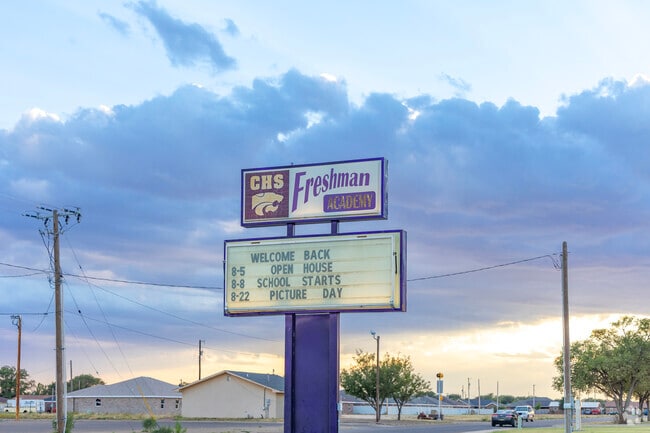 CHS
Freshman
ACADEMY
WELCOME BACK
8-5 OPEN HOUSE
8-8 SCHOOL STARTS
8-22 PICTURE DAY